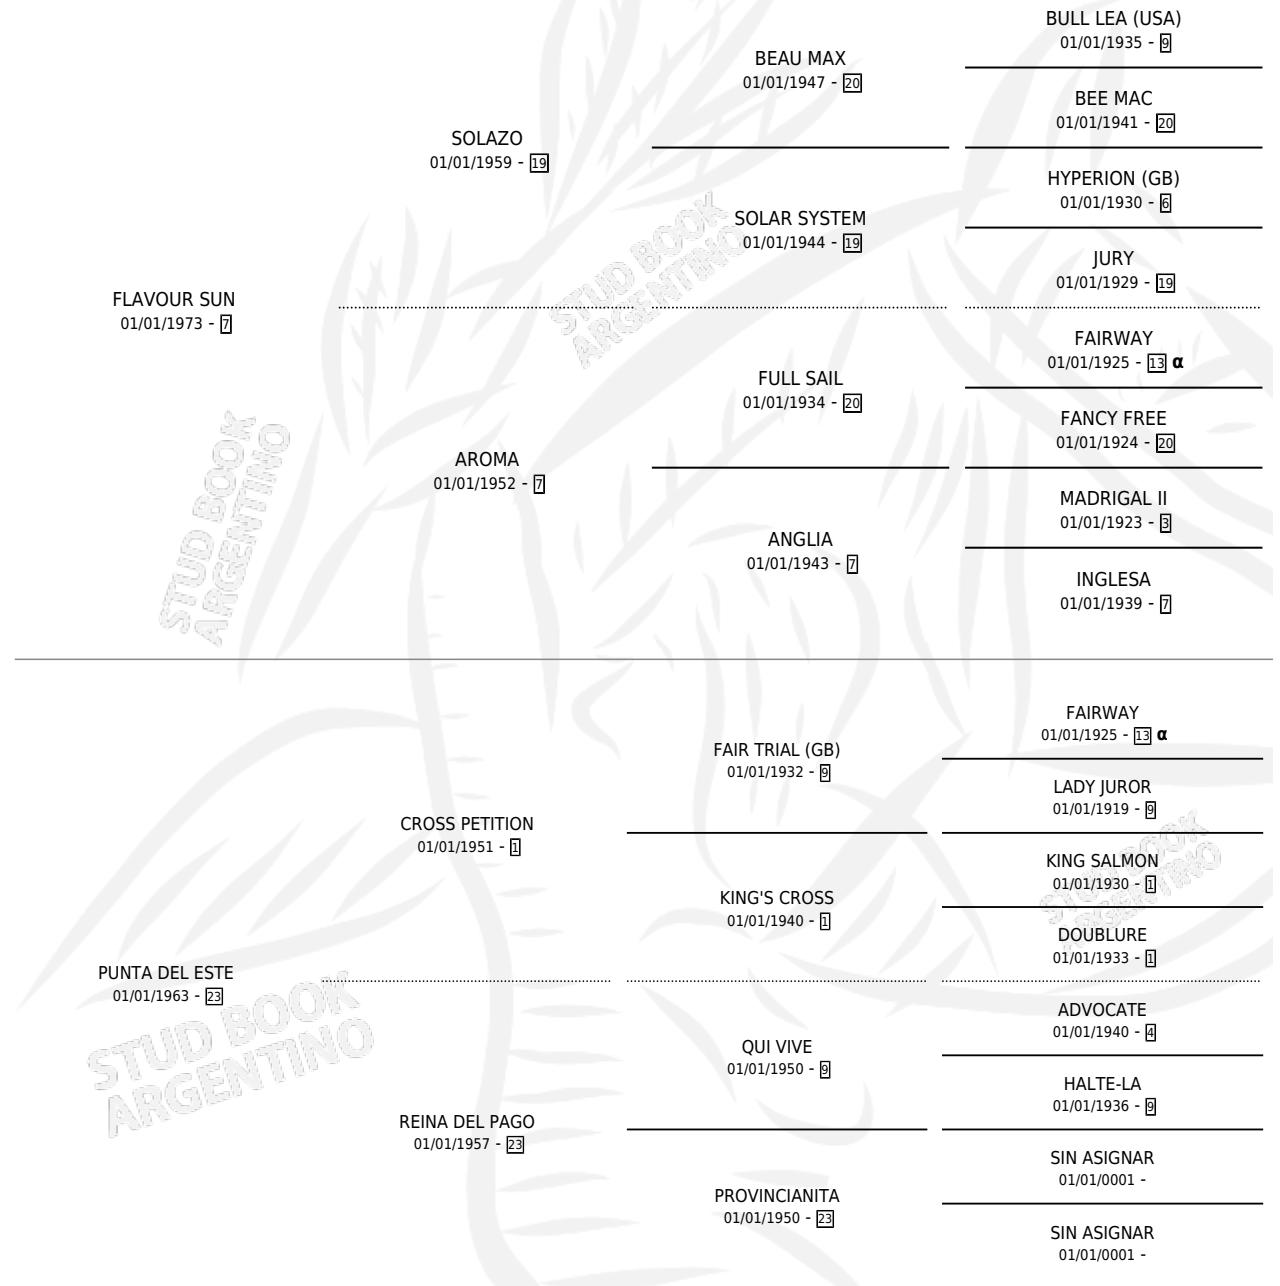 BULL LEA (USA)
01/01/1935 - 9
BEAU MAX
01/01/1947 - 20
BEE MAC
01/01/1941 - 20
SOLAZO
01/01/1959 - 19
HYPERION (GB)
01/01/1930 - 6
SOLAR SYSTEM
01/01/1944 - 19
JURY
01/01/1929 - 19
FLAVOUR SUN
01/01/1973 - 7
FAIRWAY
01/01/1925 - 13 α
FULL SAIL
01/01/1934 - 20
FANCY FREE
01/01/1924 - 20
AROMA
01/01/1952 - 7
MADRIGAL II
01/01/1923 - 3
ANGLIA
01/01/1943 - 7
INGLESA
01/01/1939 - 7
FAIRWAY
01/01/1925 - 13 α
FAIR TRIAL (GB)
01/01/1932 - 9
LADY JUROR
01/01/1919 - 9
CROSS PETITION
01/01/1951 - 1
KING SALMON
01/01/1930 - 1
KING'S CROSS
01/01/1940 - 1
DOUBLURE
01/01/1933 - 1
PUNTA DEL ESTE
01/01/1963 - 23
ADVOCATE
01/01/1940 - 4
QUI VIVE
01/01/1950 - 9
HALTE-LA
01/01/1936 - 9
REINA DEL PAGO
01/01/1957 - 23
SIN ASIGNAR
01/01/0001 -
PROVINCIANITA
01/01/1950 - 23
SIN ASIGNAR
01/01/0001 -
STUD BOOK
ARGENTINO
STUD BOOK
ARGENTINO
STUD BOOK
ARGENTINO
STUD BOOK
ARGENTINO